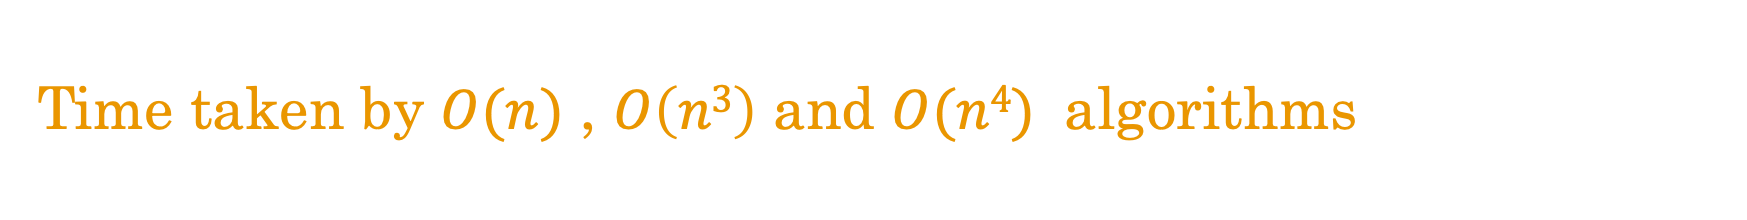 Time taken by O(n) , O(n³) and O(n⁴) algorithms